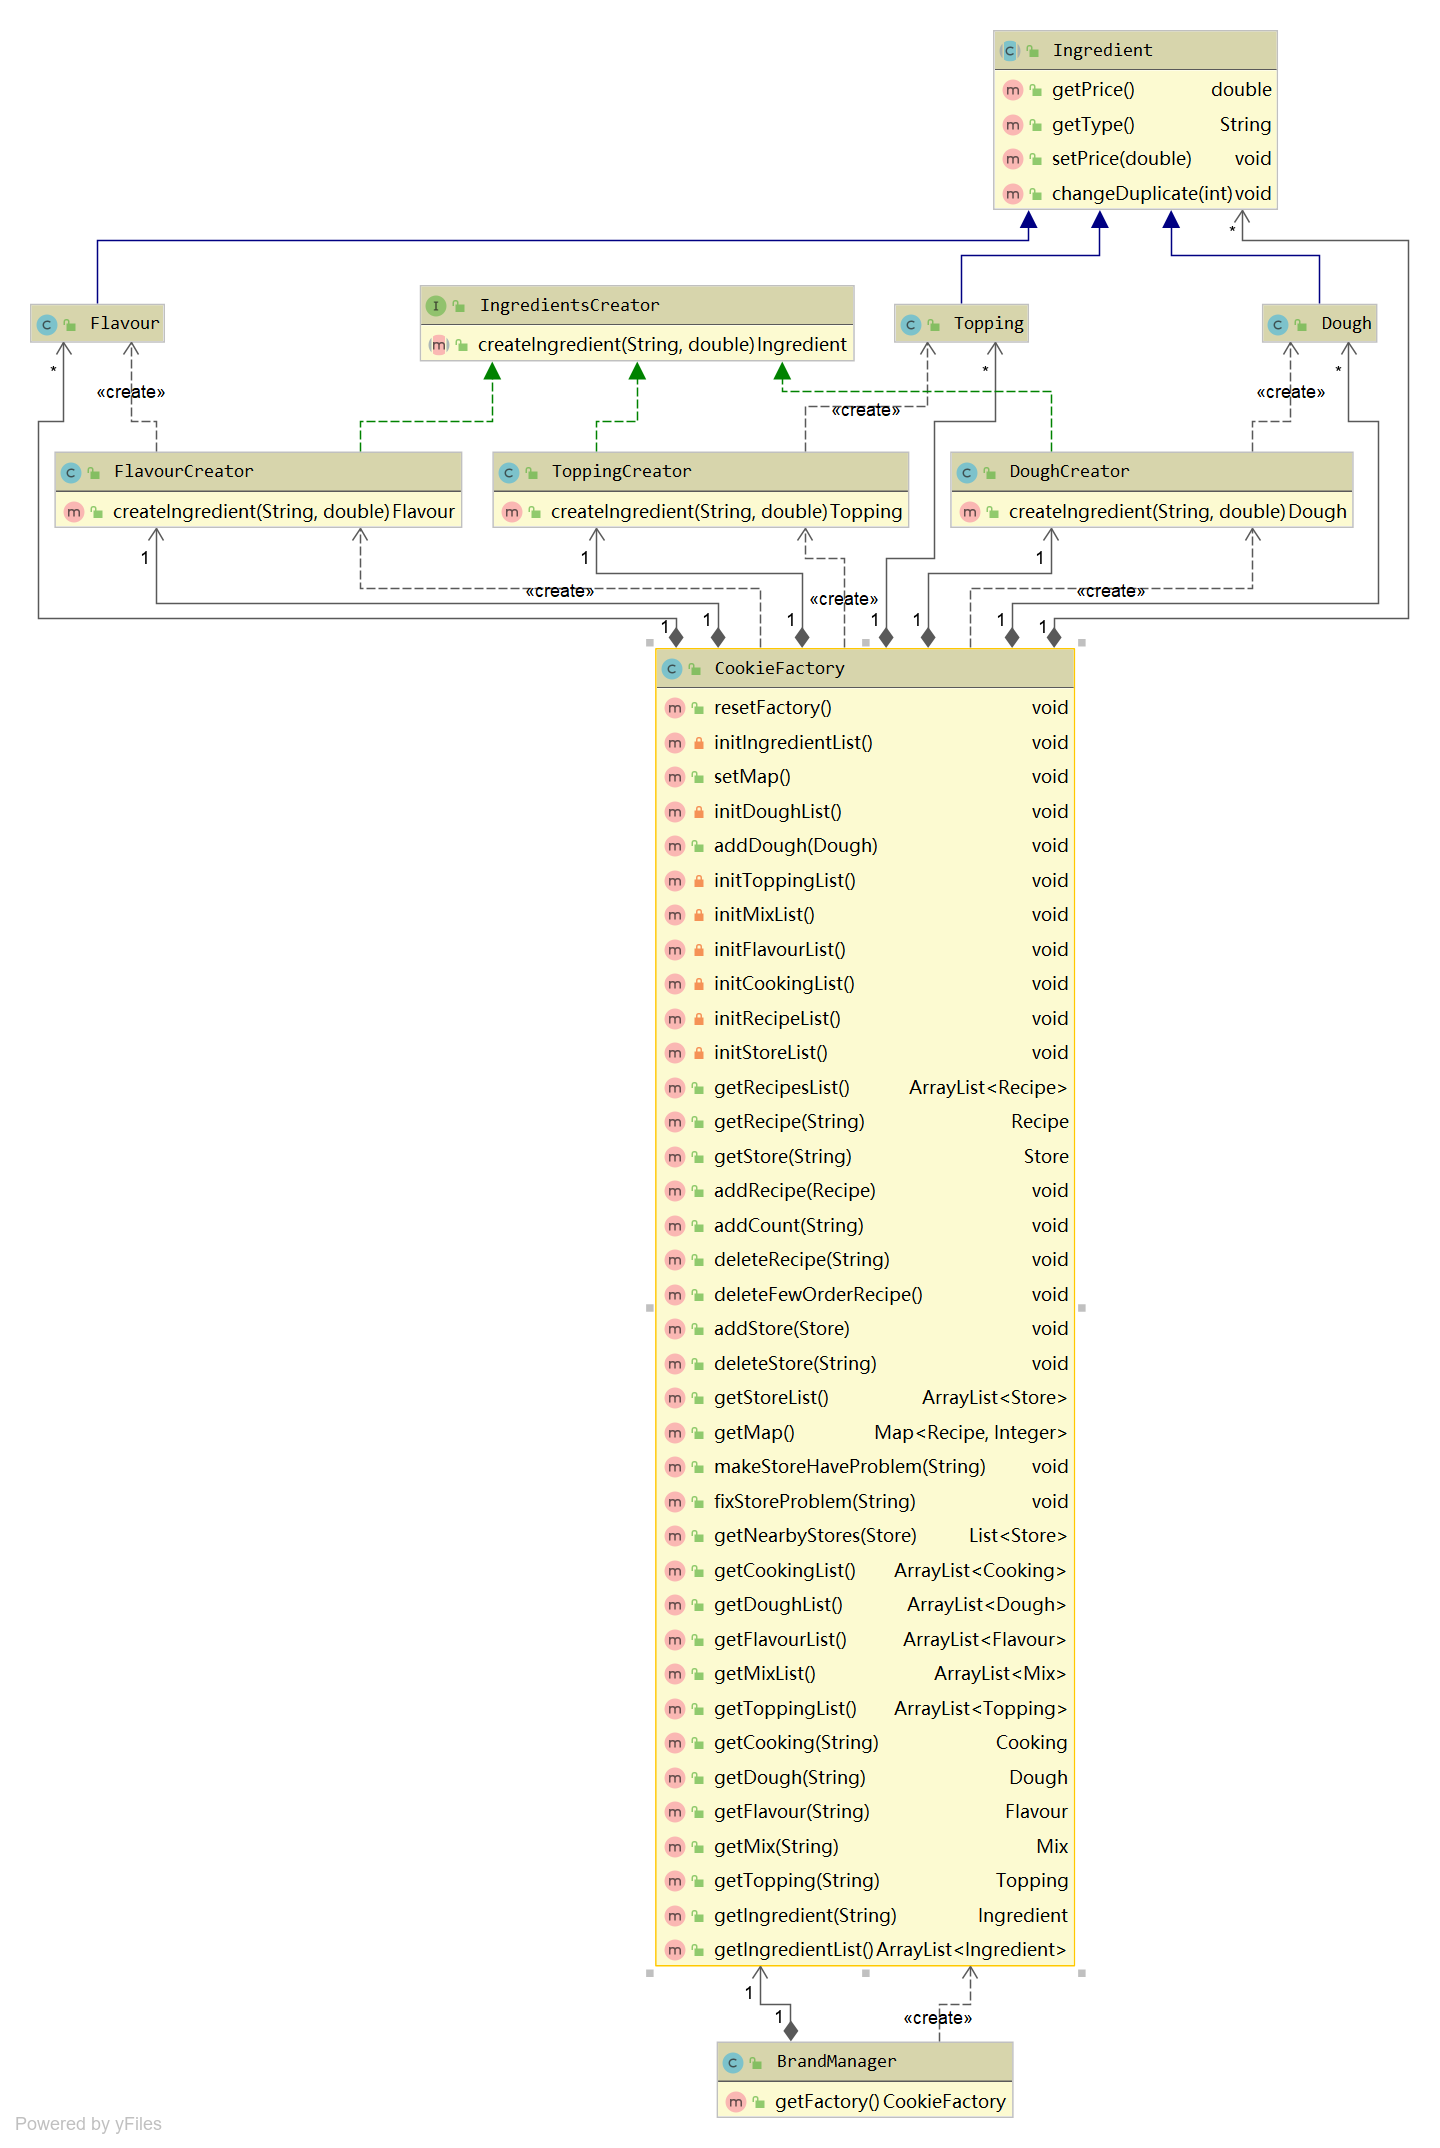 Ingredient
getPrice() double
getType() String
setPrice(double) void
changeDuplicate(int) void
*
Flavour
IngredientsCreator
createIngredient(String, double) Ingredient
Topping
Dough
*
«create»
«create»
*
«create»
*
FlavourCreator
createIngredient(String, double) Flavour
ToppingCreator
createIngredient(String, double) Topping
DoughCreator
createIngredient(String, double) Dough
1
1
1
«create»
«create»
«create»
1
1
1
1
1
1
1
CookieFactory
resetFactory() void
initIngredientList() void
setMap() void
initDoughList() void
addDough(Dough) void
initToppingList() void
initMixList() void
initFlavourList() void
initCookingList() void
initRecipeList() void
initStoreList() void
getRecipesList() ArrayList<Recipe>
getRecipe(String) Recipe
getStore(String) Store
addRecipe(Recipe) void
addCount(String) void
deleteRecipe(String) void
deleteFewOrderRecipe() void
addStore(Store) void
deleteStore(String) void
getStoreList() ArrayList<Store>
getMap() Map<Recipe, Integer>
makeStoreHaveProblem(String) void
fixStoreProblem(String) void
getNearbyStores(Store) List<Store>
getCookingList() ArrayList<Cooking>
getDoughList() ArrayList<Dough>
getFlavourList() ArrayList<Flavour>
getMixList() ArrayList<Mix>
getToppingList() ArrayList<Topping>
getCooking(String) Cooking
getDough(String) Dough
getFlavour(String) Flavour
getMix(String) Mix
getTopping(String) Topping
getIngredient(String) Ingredient
getIngredientList() ArrayList<Ingredient>
1
1
«create»
BrandManager
getFactory() CookieFactory
Powered by yFiles